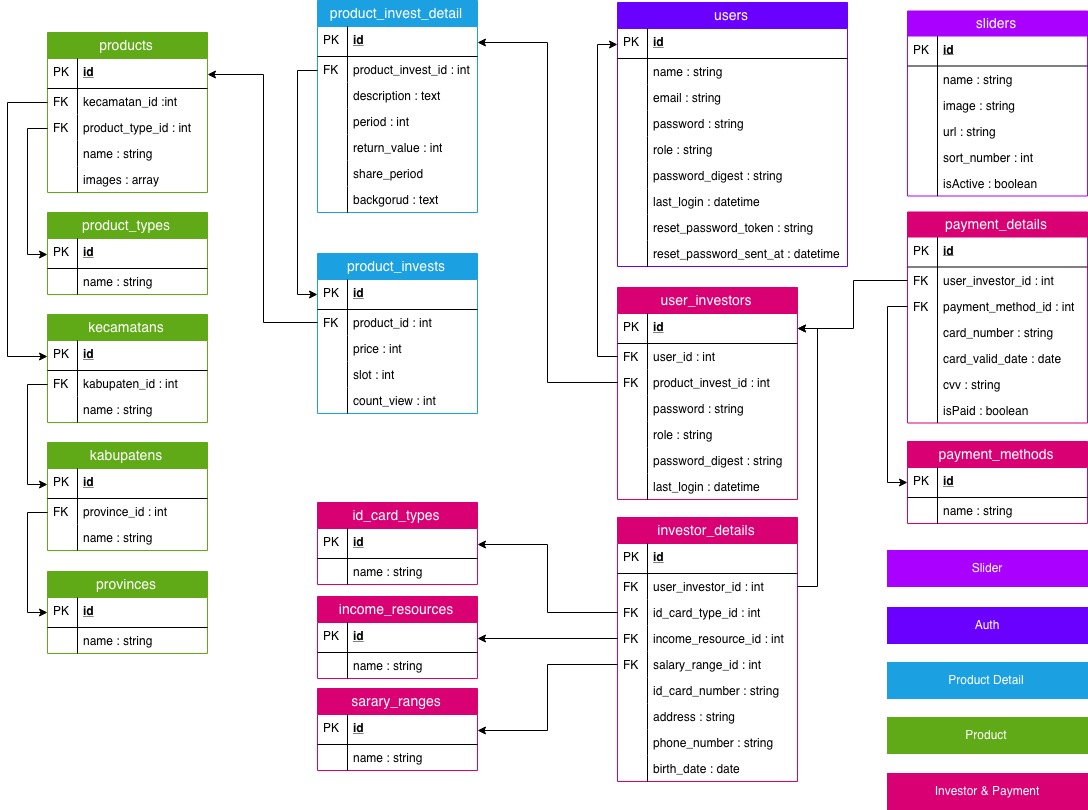 products
PK id
FK kecamatan_id :int
FK product_type_id : int
name : string
images : array
product_types
PK id
name : string
kecamatans
PK id
FK kabupaten_id : int
name : string
kabupatens
PK id
FK province_id : int
name : string
provinces
PK id
name : string
product_invest_detail
PK id
FK product_invest_id : int
description : text
period : int
return_value : int
share_period
backgorud : text
product_invests
PK id
FK product_id : int
price : int
slot : int
count_view : int
id_card_types
PK id
name : string
income_resources
PK id
name : string
sarary_ranges
PK id
name : string
users
PK id
name : string
email : string
password : string
role : string
password_digest : string
last_login : datetime
reset_password_token : string
reset_password_sent_at : datetime
user_investors
PK id
FK user_id : int
FK product_invest_id : int
password : string
role : string
password_digest : string
last_login : datetime
investor_details
PK id
FK user_investor_id : int
FK id_card_type_id : int
FK income_resource_id : int
FK salary_range_id : int
id_card_number : string
address : string
phone_number : string
birth_date : date
sliders
PK id
name : string
image : string
url : string
sort_number : int
isActive : boolean
payment_details
PK id
FK user_investor_id : int
FK payment_method_id : int
card_number : string
card_valid_date : date
cvv : string
isPaid : boolean
payment_methods
PK id
name : string
Slider
Auth
Product Detail
Product
Investor & Payment